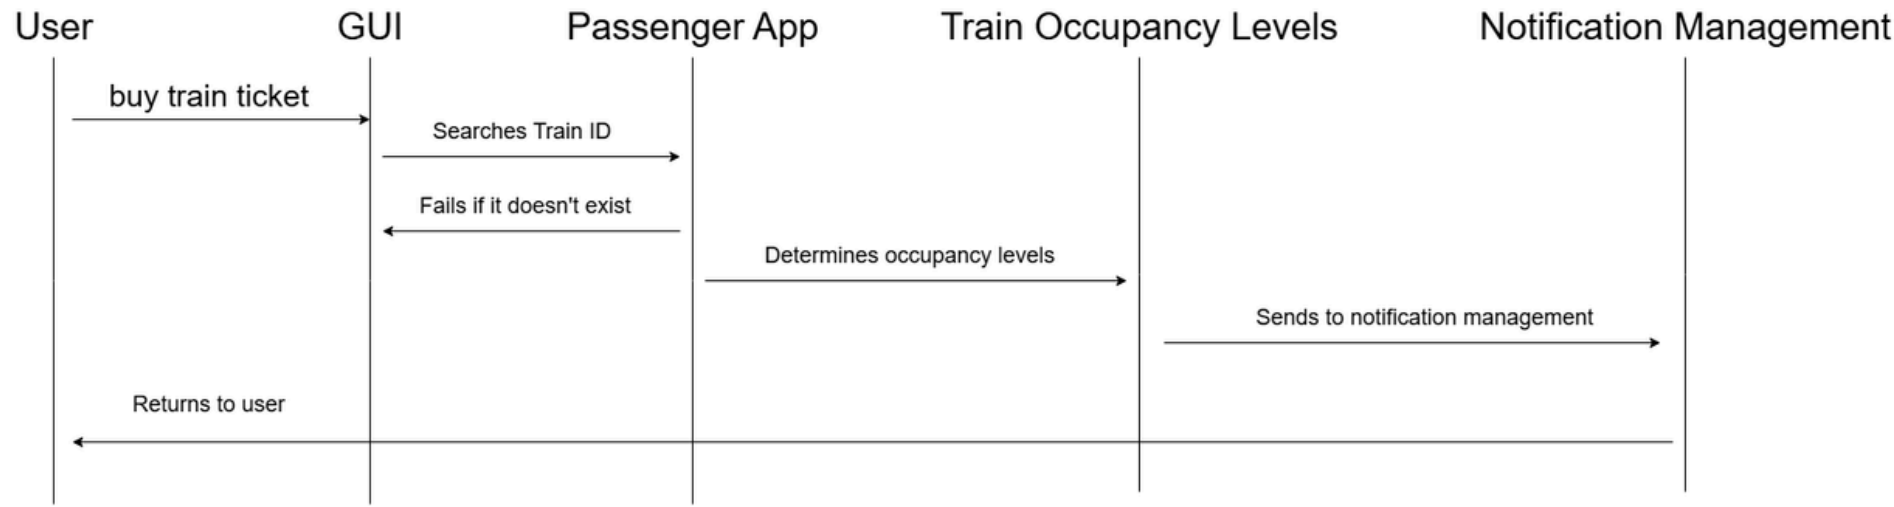 User
GUI
Passenger App
Train Occupancy Levels
Notification Management
buy train ticket
Searches Train ID
Fails if it doesn't exist
Determines occupancy levels
Sends to notification management
Returns to user